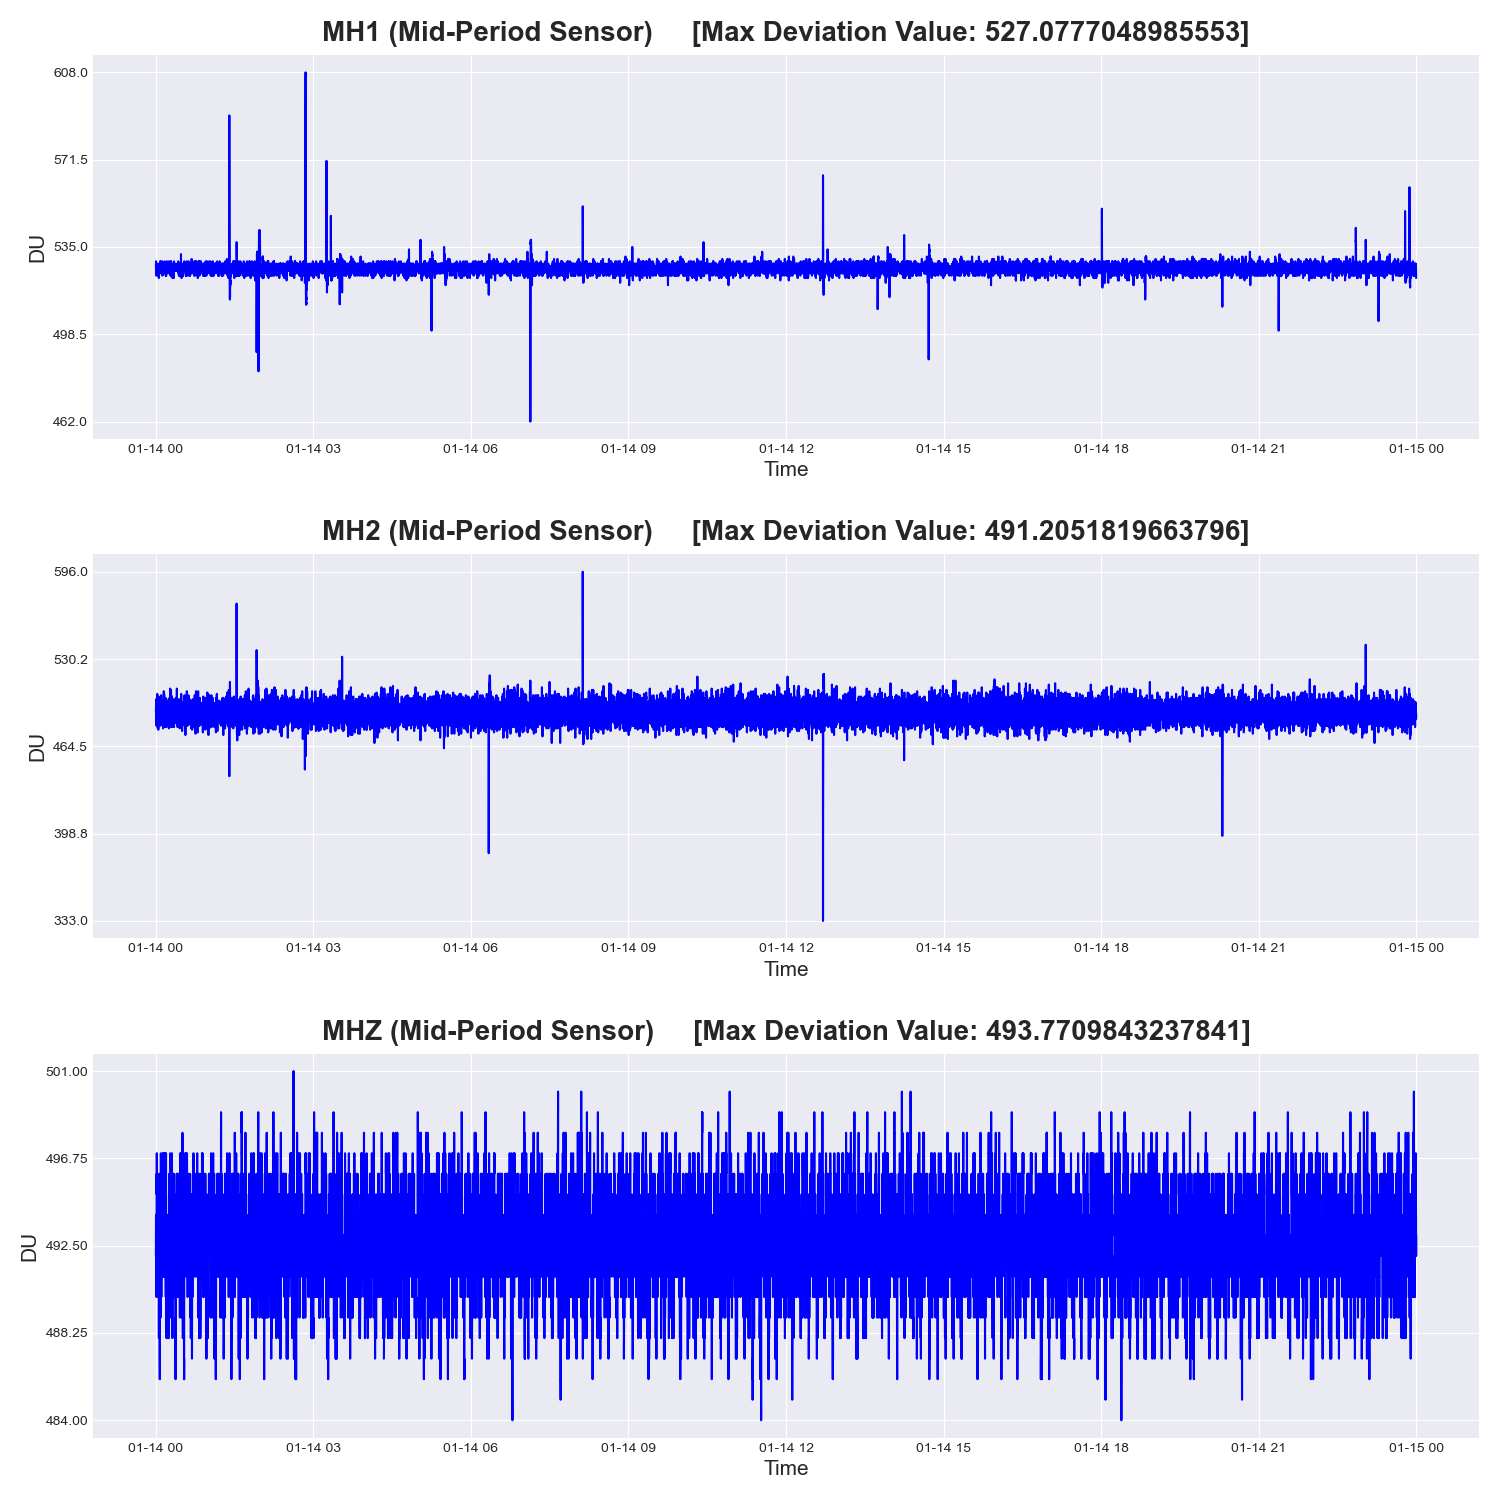 MH1 (Mid-Period Sensor) [Max Deviation Value: 527.0777048985553]
608.0
571.5
535.0
498.5
462.0
DU
01-14 00 01-14 03 01-14 06 01-14 09 01-14 12 01-14 15 01-14 18 01-14 21 01-15 00
Time
MH2 (Mid-Period Sensor) [Max Deviation Value: 491.2051819663796]
596.0
530.2
464.5
398.8
333.0
DU
01-14 00 01-14 03 01-14 06 01-14 09 01-14 12 01-14 15 01-14 18 01-14 21 01-15 00
Time
MHZ (Mid-Period Sensor) [Max Deviation Value: 493.7709843237841]
501.00
496.75
492.50
488.25
484.00
DU
01-14 00 01-14 03 01-14 06 01-14 09 01-14 12 01-14 15 01-14 18 01-14 21 01-15 00
Time